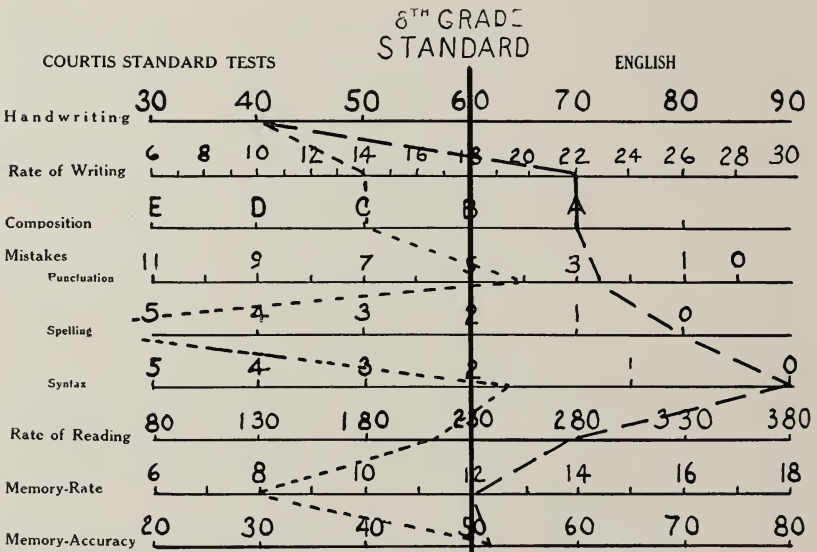 8TH GRADE
STANDARD
COURTIS STANDARD TESTS ENGLISH
30 40 50 60 70 80 90
Handwriting
6 8 10 12 14 16 18 20 22 24 26 28 30
Rate of Writing
E D C B A
Composition
Mistakes
11 9 7 5 3 1 0
Punctuation
5 4 3 2 1 0
Spelling
5 4 3 2 1 0
Syntax
80 130 180 230 280 330 380
Rate of Reading
6 8 10 12 14 16 18
Memory-Rate
20 30 40 50 60 70 80
Memory-Accuracy